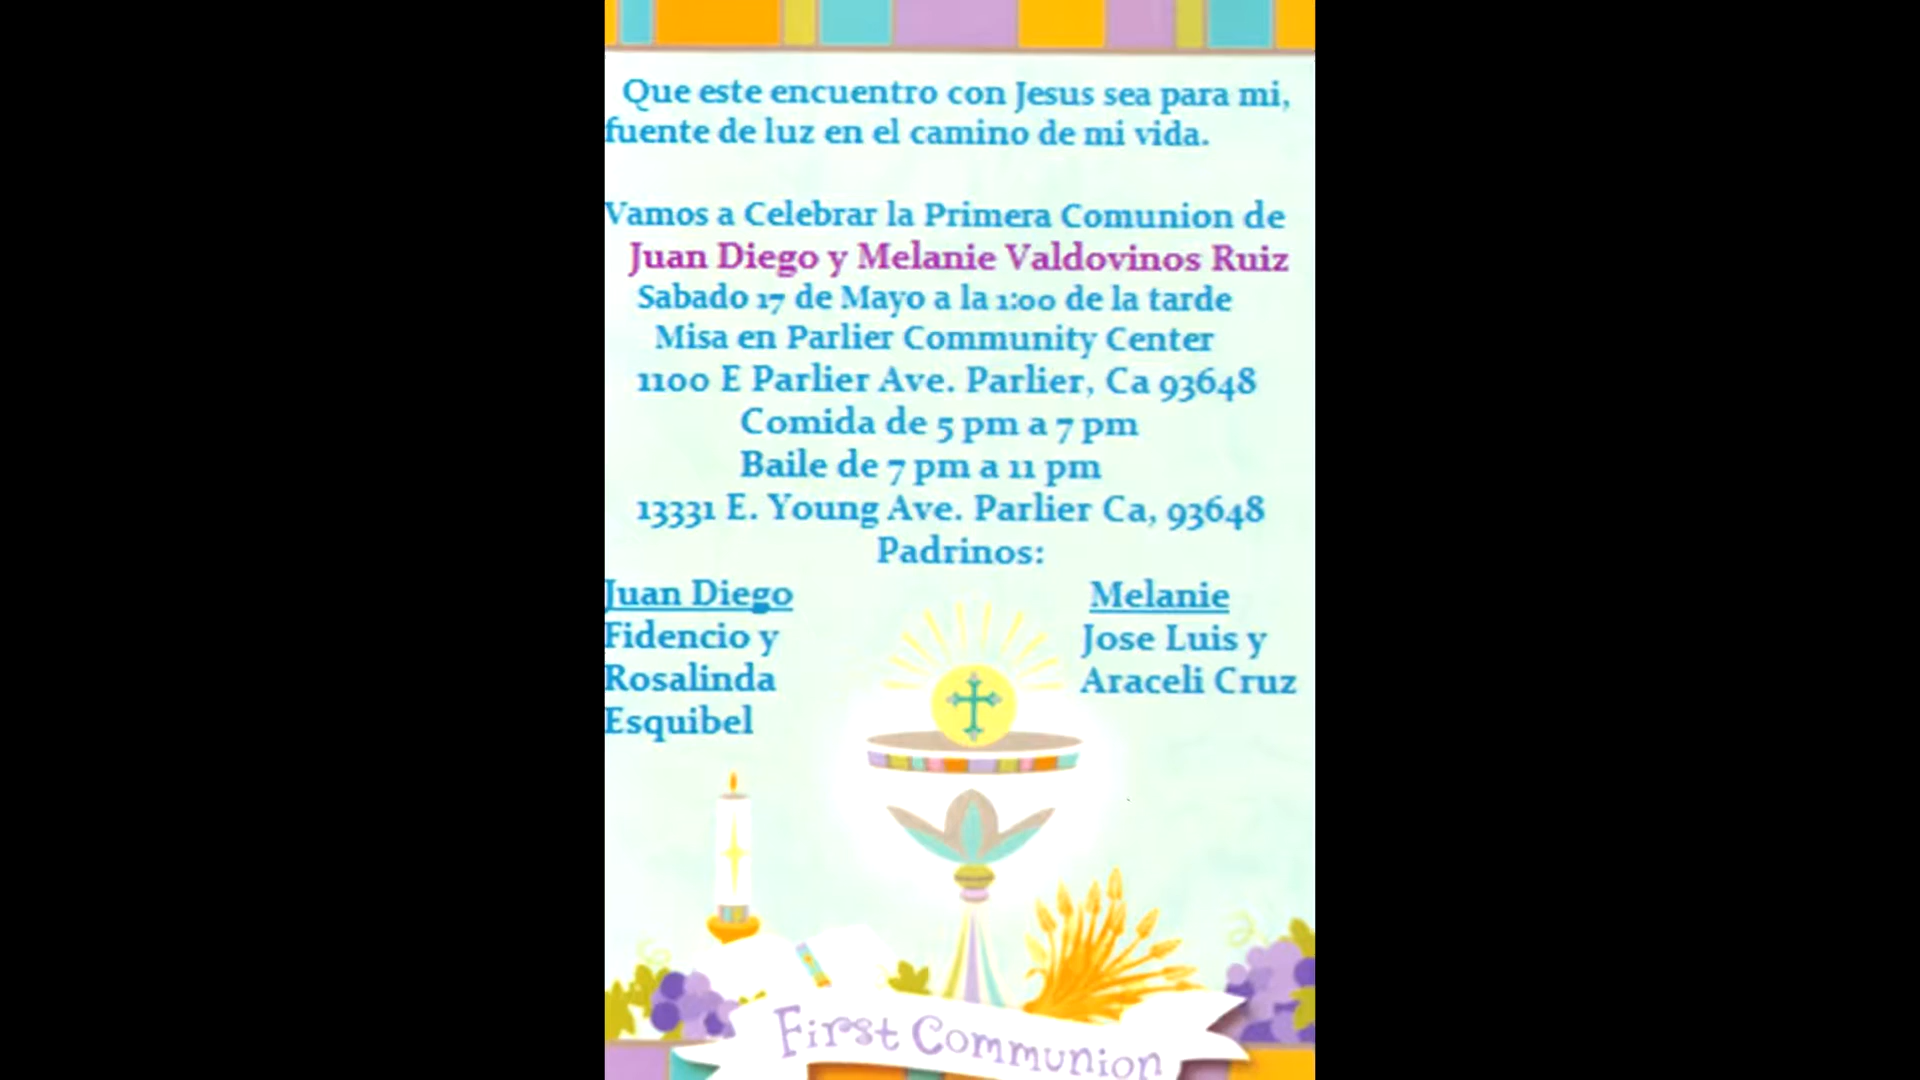 Que este encuentro con Jesus sea para mi,
fuente de luz en el camino de mi vida.
Vamos a Celebrar la Primera Comunion de
Juan Diego y Melanie Valdovinos Ruiz
Sabado 17 de Mayo a la 1:00 de la tarde
Misa en Parlier Community Center
1100 E Parlier Ave. Parlier, Ca 93648
Comida de 5 pm a 7 pm
Baile de 7 pm a 11 pm
13331 E. Young Ave. Parlier Ca, 93648
Padrinos:
Juan Diego
Fidencio y
Rosalinda
Esquibel
Melanie
Jose Luis y
Araceli Cruz
First Communion